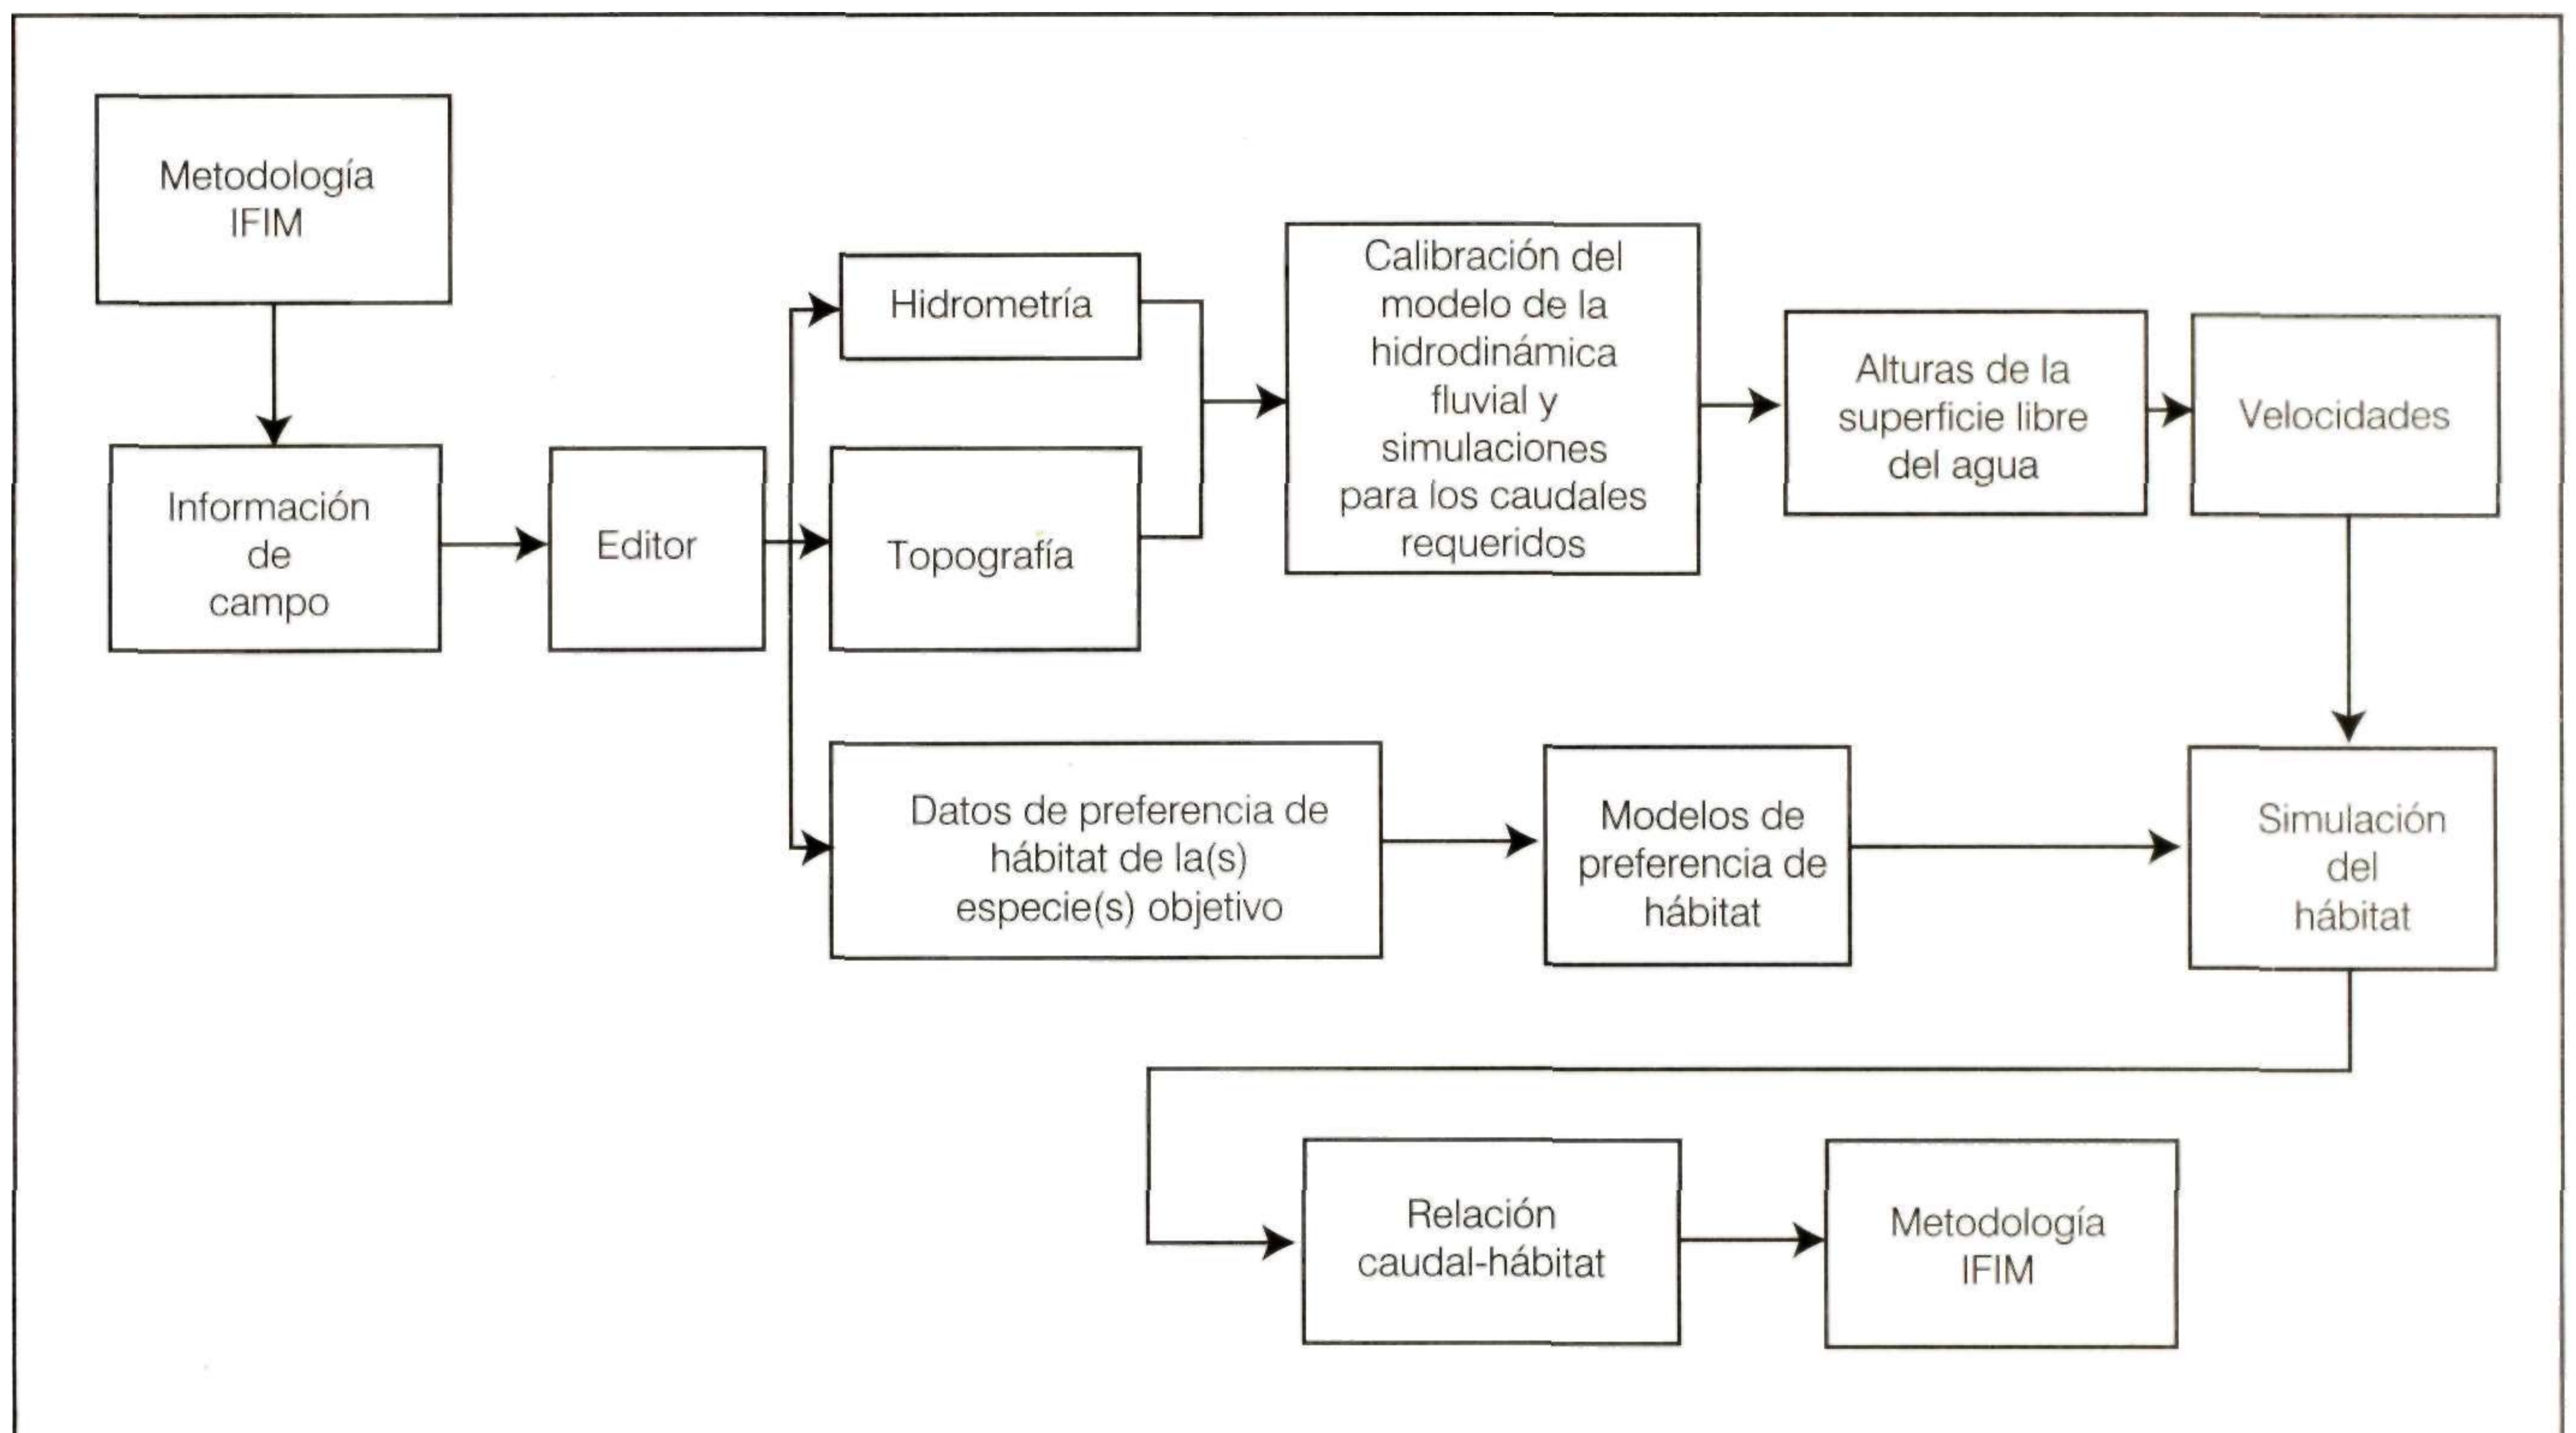 Metodología
IFIM
Información
de
campo
Editor
Hidrometría
Topografía
Calibración del
modelo de la
hidrodinámica
fluvial y
simulaciones
para los caudales
requeridos
Alturas de la
superficie libre
del agua
Velocidades
Datos de preferencia de
hábitat de la(s)
especie(s) objetivo
Modelos de
preferencia de
hábitat
Simulación
del
hábitat
Relación
caudal-hábitat
Metodología
IFIM